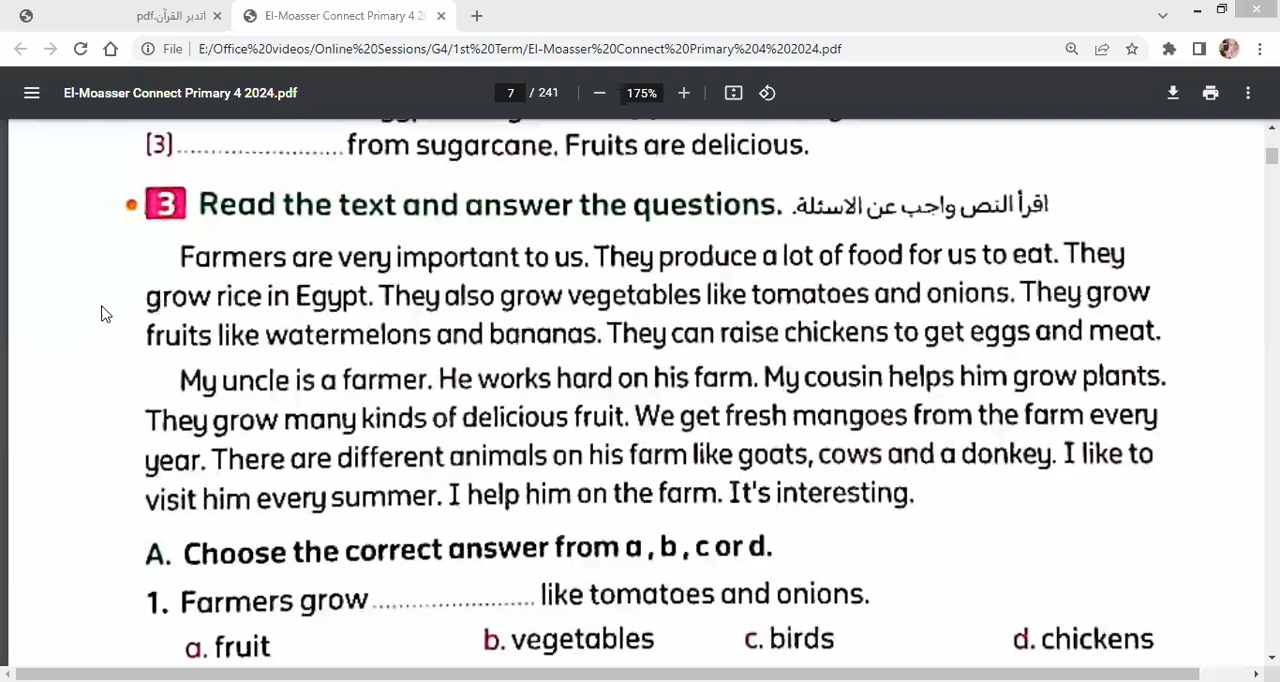 اتدبر القرآن.pdf
El-Moasser Connect Primary 4 2
File
E:/Office%20videos/Online%20Sessions/G4/1st%20Term/El-Moasser%20Connect%20Primary%204%202024.pdf
El-Moasser Connect Primary 4 2024.pdf
7 / 241
175%
(3)........................ from sugarcane. Fruits are delicious.
3 Read the text and answer the questions. اقرأ النص واجب عن الاسئلة.
Farmers are very important to us. They produce a lot of food for us to eat. They
grow rice in Egypt. They also grow vegetables like tomatoes and onions. They grow
fruits like watermelons and bananas. They can raise chickens to get eggs and meat.
My uncle is a farmer. He works hard on his farm. My cousin helps him grow plants.
They grow many kinds of delicious fruit. We get fresh mangoes from the farm every
year. There are different animals on his farm like goats, cows and a donkey. I like to
visit him every summer. I help him on the farm. It's interesting.
A. Choose the correct answer from a , b , c or d.
1. Farmers grow ........................ like tomatoes and onions.
a. fruit b. vegetables c. birds d. chickens